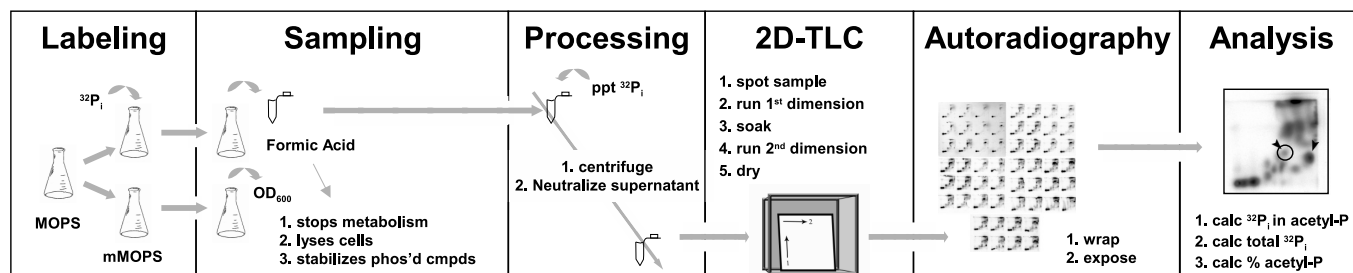 Labeling
³²Pᵢ
MOPS
mMOPS
Sampling
Formic Acid
OD₆₀₀
1. stops metabolism
2. lyses cells
3. stabilizes phos'd cmpds
Processing
ppt ³²Pᵢ
1. centrifuge
2. Neutralize supernatant
2D-TLC
1. spot sample
2. run 1ˢᵗ dimension
3. soak
4. run 2ⁿᵈ dimension
5. dry
2
1
Autoradiography
1. wrap
2. expose
Analysis
1. calc ³²Pᵢ in acetyl-P
2. calc total ³²Pᵢ
3. calc % acetyl-P